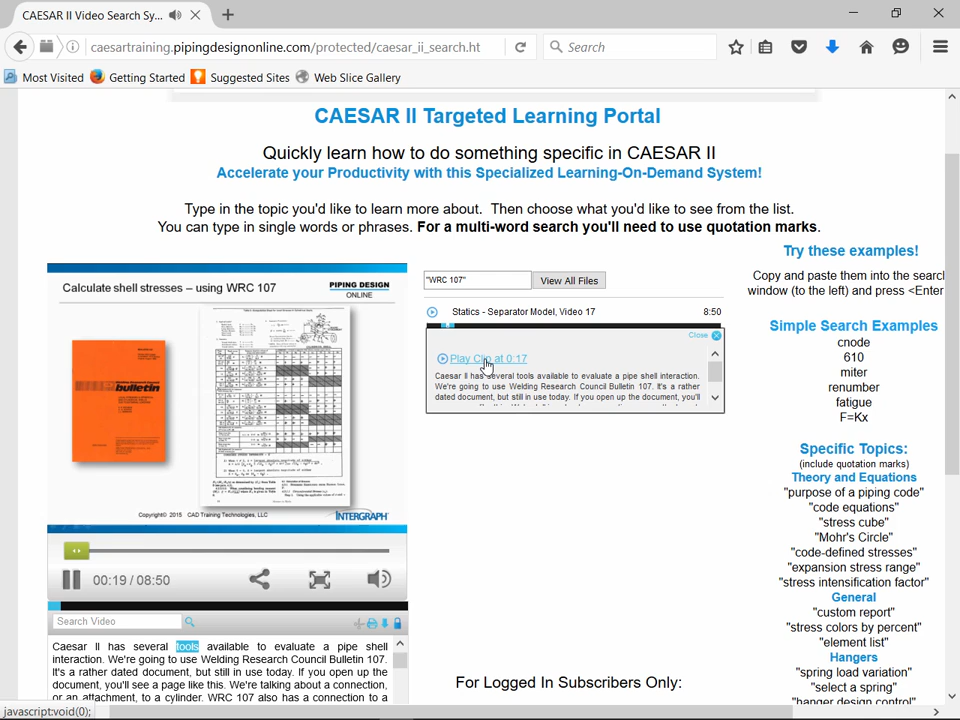 CAESAR II Video Search Sy...
caesartraining.pipingdesignonline.com/protected/caesar_ii_search.ht
Search
Most Visited
Getting Started
Suggested Sites
Web Slice Gallery
CAESAR II Targeted Learning Portal
Quickly learn how to do something specific in CAESAR II
Accelerate your Productivity with this Specialized Learning-On-Demand System!
Type in the topic you'd like to learn more about. Then choose what you'd like to see from the list.
You can type in single words or phrases. For a multi-word search you'll need to use quotation marks.
Calculate shell stresses – using WRC 107
PIPING DESIGN
ONLINE
bulletin
Copyright© 2015 CAD Training Technologies, LLC
INTERGRAPH
00:19 / 08:50
Search Video
Caesar II has several tools available to evaluate a pipe shell
interaction. We're going to use Welding Research Council Bulletin 107.
It's a rather dated document, but still in use today. If you open up the
document, you'll see a page like this. We're talking about a connection,
or an attachment, to a cylinder. WRC 107 also has a connection to a
"WRC 107"
View All Files
Statics - Separator Model, Video 17
8:50
Close
Play Clip at 0:17
Caesar II has several tools available to evaluate a pipe shell interaction.
We're going to use Welding Research Council Bulletin 107. It's a rather
dated document, but still in use today. If you open up the document, you'll
For Logged In Subscribers Only:
Try these examples!
Copy and paste them into the search
window (to the left) and press <Enter
Simple Search Examples
cnode
610
miter
renumber
fatigue
F=Kx
Specific Topics:
(include quotation marks)
Theory and Equations
"purpose of a piping code"
"code equations"
"stress cube"
"Mohr's Circle"
"code-defined stresses"
"expansion stress range"
"stress intensification factor"
General
"custom report"
"stress colors by percent"
"element list"
Hangers
"spring load variation"
"select a spring"
"hanger design control"
javascript:void(0);